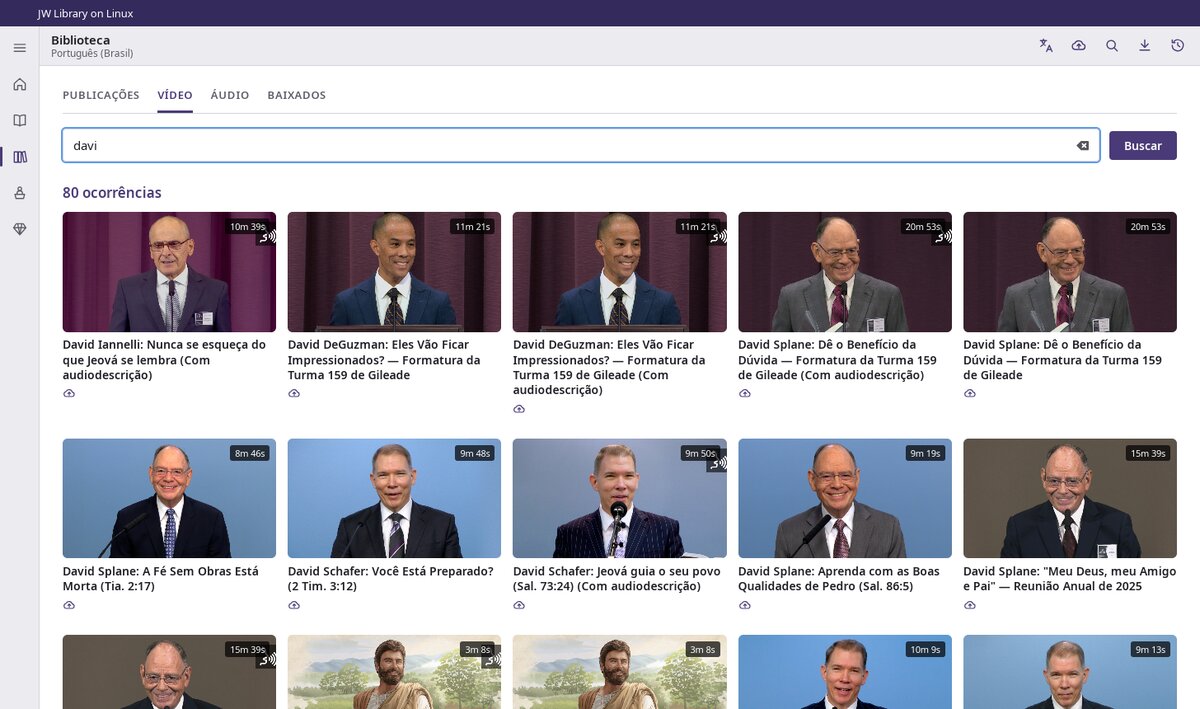 JW Library on Linux
Biblioteca
Português (Brasil)
PUBLICAÇÕES VÍDEO ÁUDIO BAIXADOS
davi
Buscar
80 ocorrências
10m 39s
11m 21s
11m 21s
20m 53s
20m 53s
David Iannelli: Nunca se esqueça do
que Jeová se lembra (Com
audiodescrição)
David DeGuzman: Eles Vão Ficar
Impressionados? — Formatura da
Turma 159 de Gileade
David DeGuzman: Eles Vão Ficar
Impressionados? — Formatura da
Turma 159 de Gileade (Com
audiodescrição)
David Splane: Dê o Benefício da
Dúvida — Formatura da Turma 159
de Gileade (Com audiodescrição)
David Splane: Dê o Benefício da
Dúvida — Formatura da Turma 159
de Gileade
8m 46s
9m 48s
9m 50s
9m 19s
15m 39s
David Splane: A Fé Sem Obras Está
Morta (Tia. 2:17)
David Schafer: Você Está Preparado?
(2 Tim. 3:12)
David Schafer: Jeová guia o seu povo
(Sal. 73:24) (Com audiodescrição)
David Splane: Aprenda com as Boas
Qualidades de Pedro (Sal. 86:5)
David Splane: "Meu Deus, meu Amigo
e Pai" — Reunião Anual de 2025
15m 39s
3m 8s
3m 8s
10m 9s
9m 13s